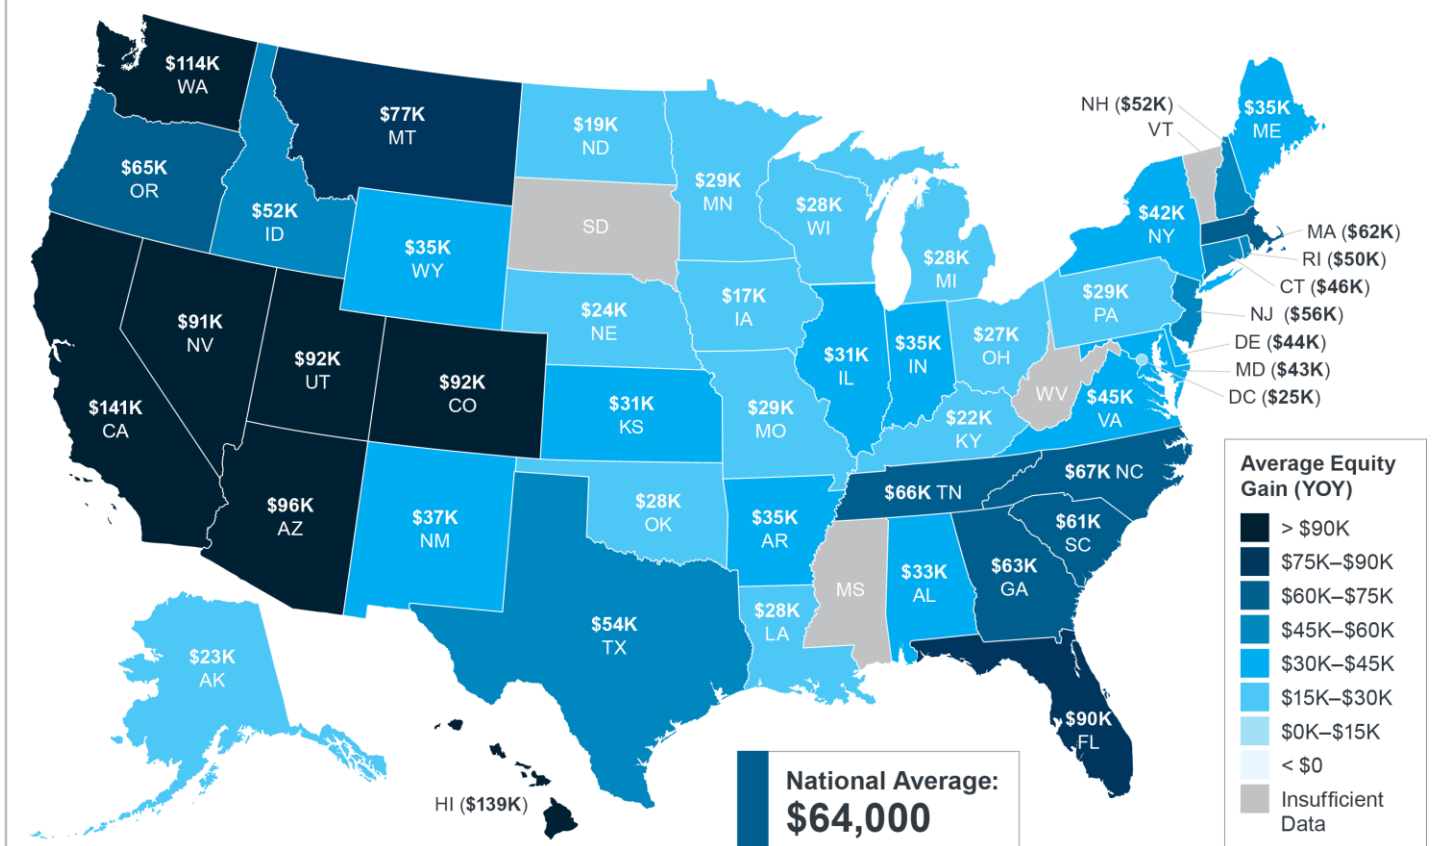 $114K
WA
$77K
MT
$19K
ND
$29K
MN
$28K
WI
$28K
MI
NH ($52K)
VT
$35K
ME
$65K
OR
$52K
ID
$35K
WY
SD
$42K
NY
MA ($62K)
RI ($50K)
CT ($46K)
NJ ($56K)
DE ($44K)
MD ($43K)
DC ($25K)
$91K
NV
$92K
UT
$92K
CO
$24K
NE
$17K
IA
$31K
IL
$35K
IN
$27K
OH
$29K
PA
WV
$45K
VA
$141K
CA
$31K
KS
$29K
MO
$22K
KY
$96K
AZ
$37K
NM
$28K
OK
$35K
AR
$66K TN
$67K NC
$61K
SC
$63K
GA
$33K
AL
MS
$28K
LA
$54K
TX
$90K
FL
$23K
AK
HI ($139K)
National Average:
$64,000
Average Equity
Gain (YOY)
> $90K
$75K–$90K
$60K–$75K
$45K–$60K
$30K–$45K
$15K–$30K
$0K–$15K
< $0
Insufficient
Data